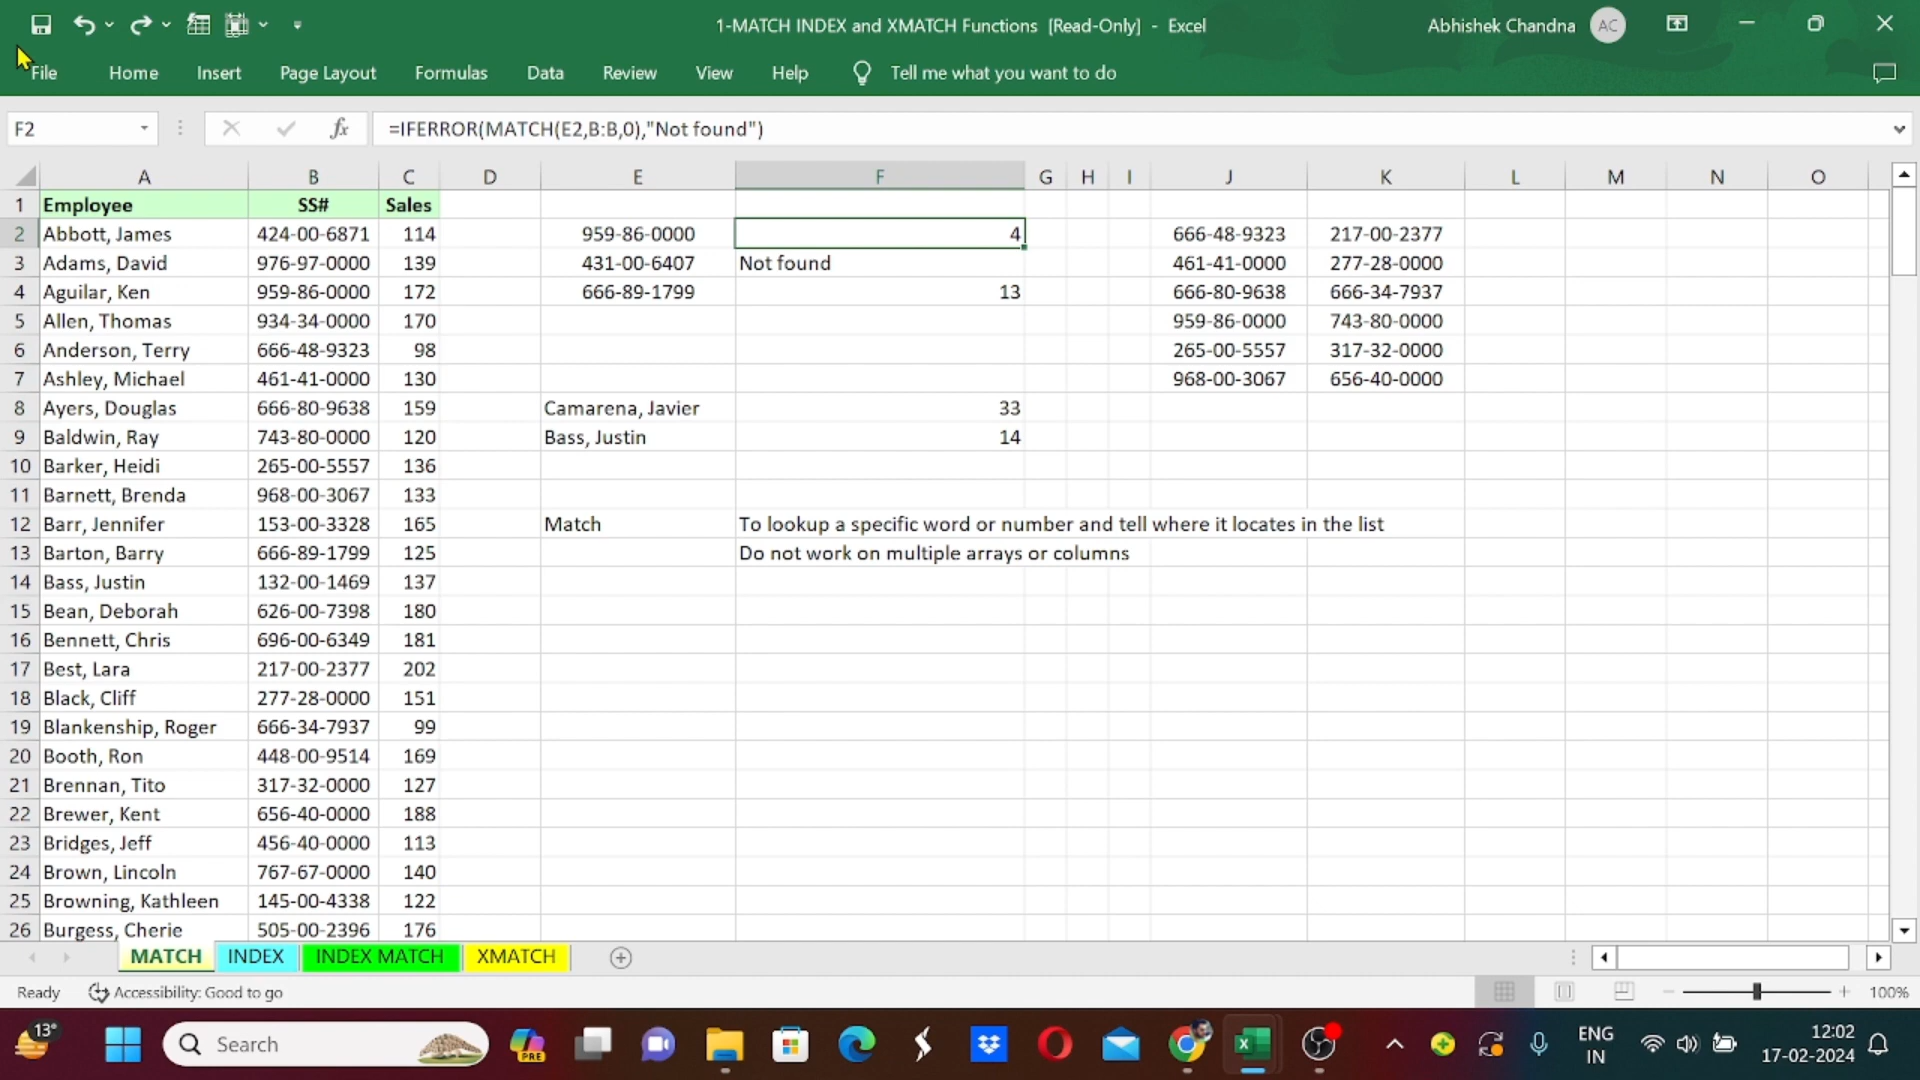 1-MATCH INDEX and XMATCH Functions [Read-Only] - Excel
Abhishek Chandna AC
File Home Insert Page Layout Formulas Data Review View Help Tell me what you want to do
F2 fx =IFERROR(MATCH(E2,B:B,0),"Not found")
A B C D E F G H I J K L M N O
1 Employee SS# Sales
2 Abbott, James 424-00-6871 114 959-86-0000 4 666-48-9323 217-00-2377
3 Adams, David 976-97-0000 139 431-00-6407 Not found 461-41-0000 277-28-0000
4 Aguilar, Ken 959-86-0000 172 666-89-1799 13 666-80-9638 666-34-7937
5 Allen, Thomas 934-34-0000 170 959-86-0000 743-80-0000
6 Anderson, Terry 666-48-9323 98 265-00-5557 317-32-0000
7 Ashley, Michael 461-41-0000 130 968-00-3067 656-40-0000
8 Ayers, Douglas 666-80-9638 159 Camarena, Javier 33
9 Baldwin, Ray 743-80-0000 120 Bass, Justin 14
10 Barker, Heidi 265-00-5557 136
11 Barnett, Brenda 968-00-3067 133
12 Barr, Jennifer 153-00-3328 165 Match To lookup a specific word or number and tell where it locates in the list
13 Barton, Barry 666-89-1799 125 Do not work on multiple arrays or columns
14 Bass, Justin 132-00-1469 137
15 Bean, Deborah 626-00-7398 180
16 Bennett, Chris 696-00-6349 181
17 Best, Lara 217-00-2377 202
18 Black, Cliff 277-28-0000 151
19 Blankenship, Roger 666-34-7937 99
20 Booth, Ron 448-00-9514 169
21 Brennan, Tito 317-32-0000 127
22 Brewer, Kent 656-40-0000 188
23 Bridges, Jeff 456-40-0000 113
24 Brown, Lincoln 767-67-0000 140
25 Browning, Kathleen 145-00-4338 122
26 Burgess, Cherie 505-00-2396 176
MATCH INDEX INDEX MATCH XMATCH
Ready Accessibility: Good to go 100%
13° Search PRE ENG 12:02
IN 17-02-2024